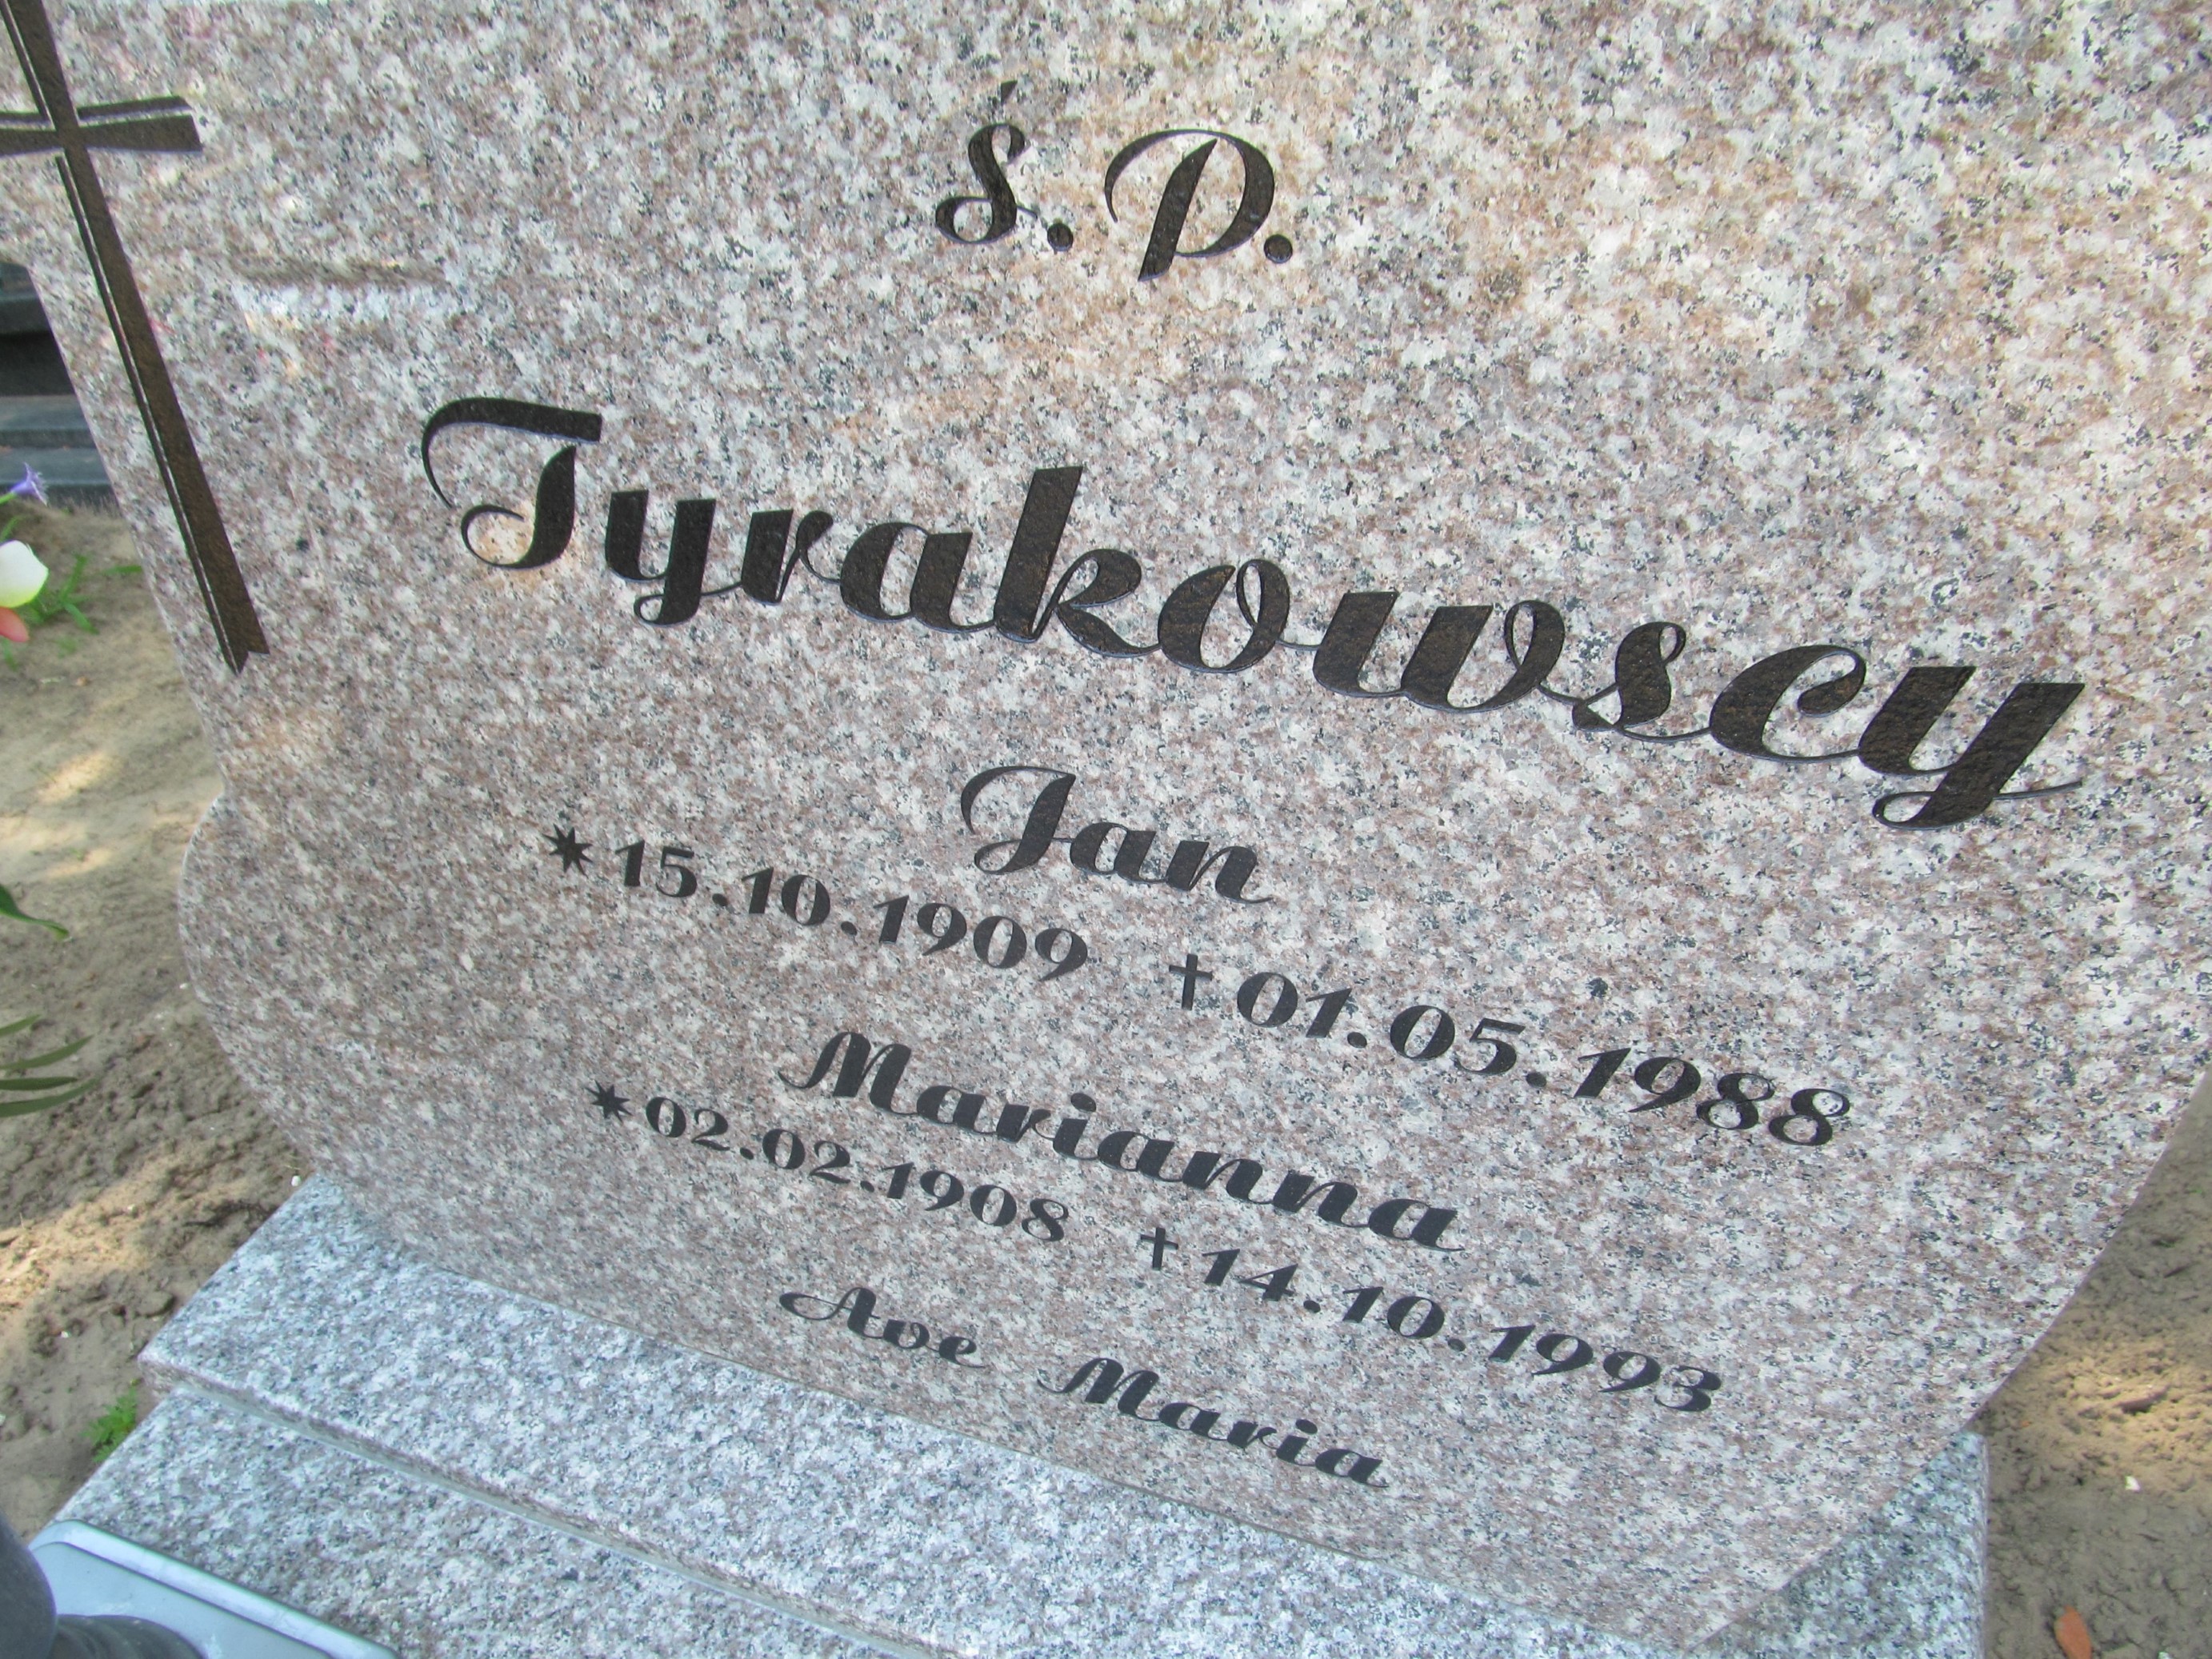 ś. P.
Tyrakowscy
Jan
*15.10.1909 †01.05.1988
Marianna
*02.02.1908 †14.10.1993
Ave Maria